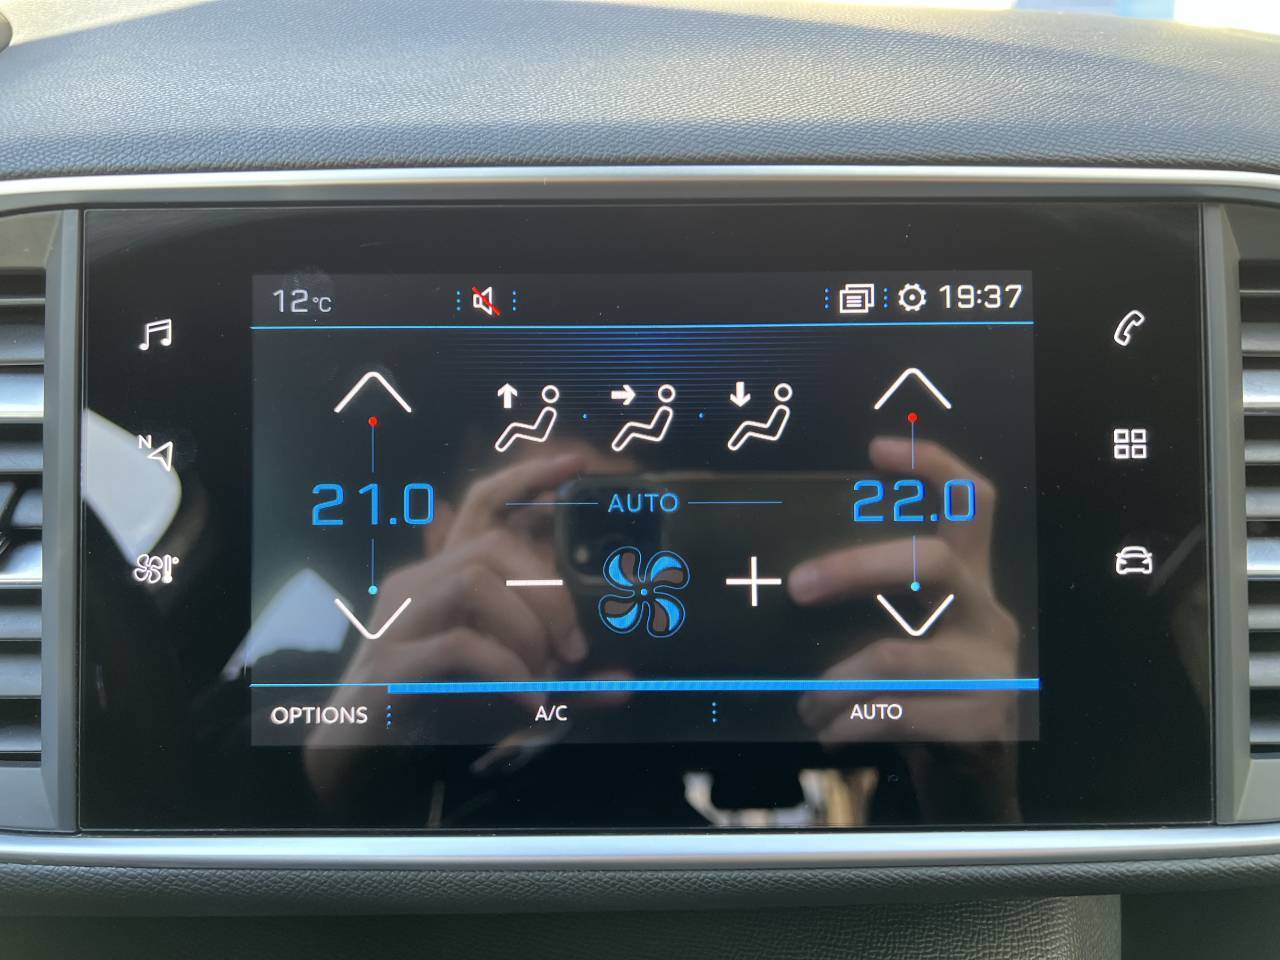 12°C 19:37
N
21.0 AUTO 22.0
OPTIONS A/C AUTO